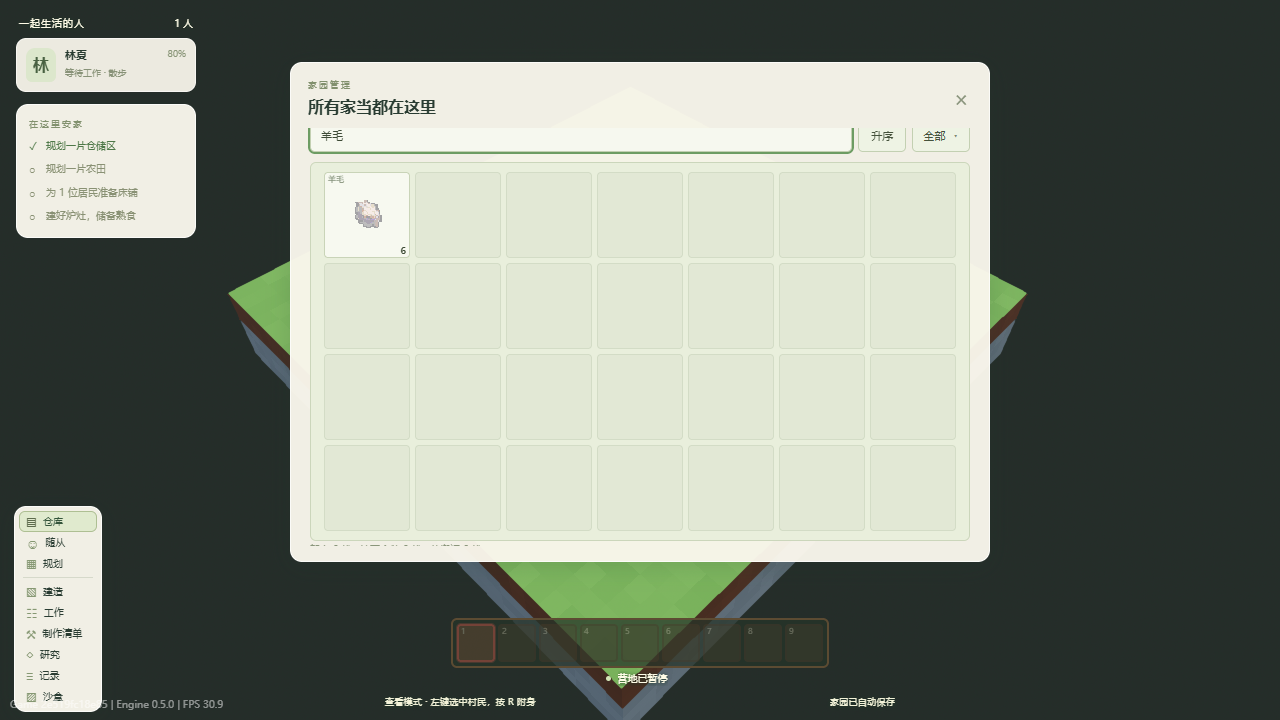 一起生活的人 1 人
林
林夏 80%
等待工作 · 散步
在这里安家
✓ 规划一片仓储区
○ 规划一片农田
○ 为 1 位居民准备床铺
○ 建好炉灶，储备熟食
家园管理
所有家当都在这里
×
羊毛 升序 全部
羊毛
6
仓库
随从
规划
建造
工作
制作清单
研究
记录
沙盒
| Engine 0.5.0 | FPS 30.9
1 2 3 4 5 6 7 8 9
营地已暂停
查看模式 · 左键选中村民，按 R 附身
家园已自动保存